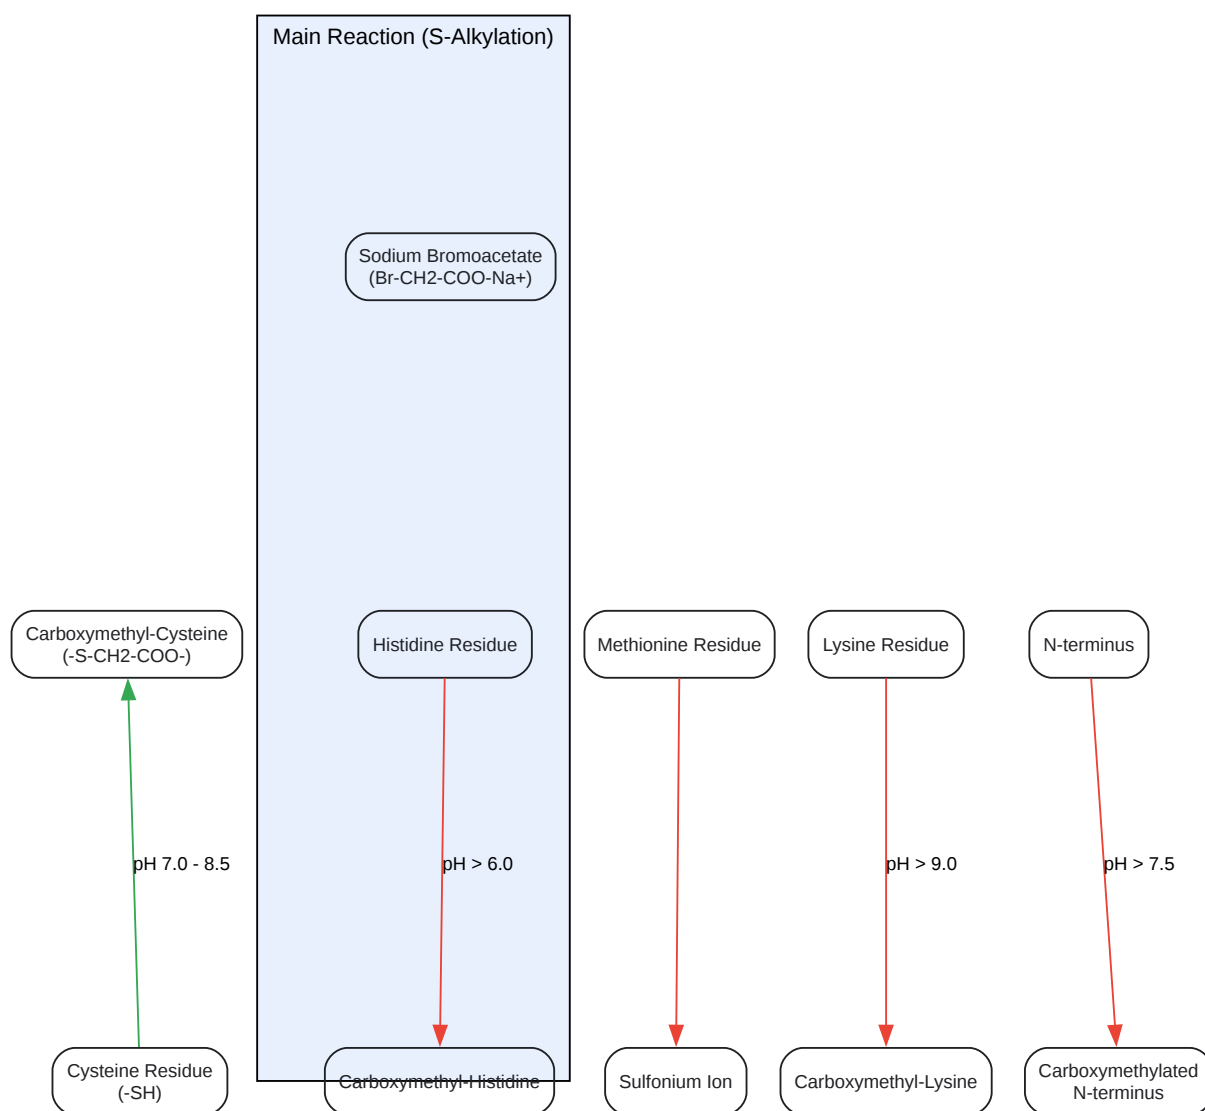 Main Reaction (S-Alkylation)
Sodium Bromoacetate
(Br-CH2-COO-Na+)
Carboxymethyl-Cysteine
(-S-CH2-COO-)
Histidine Residue
Methionine Residue
Lysine Residue
N-terminus
pH 7.0 - 8.5
pH > 6.0
pH > 9.0
pH > 7.5
Cysteine Residue
(-SH)
Carboxymethyl-Histidine
Sulfonium Ion
Carboxymethyl-Lysine
Carboxymethylated
N-terminus